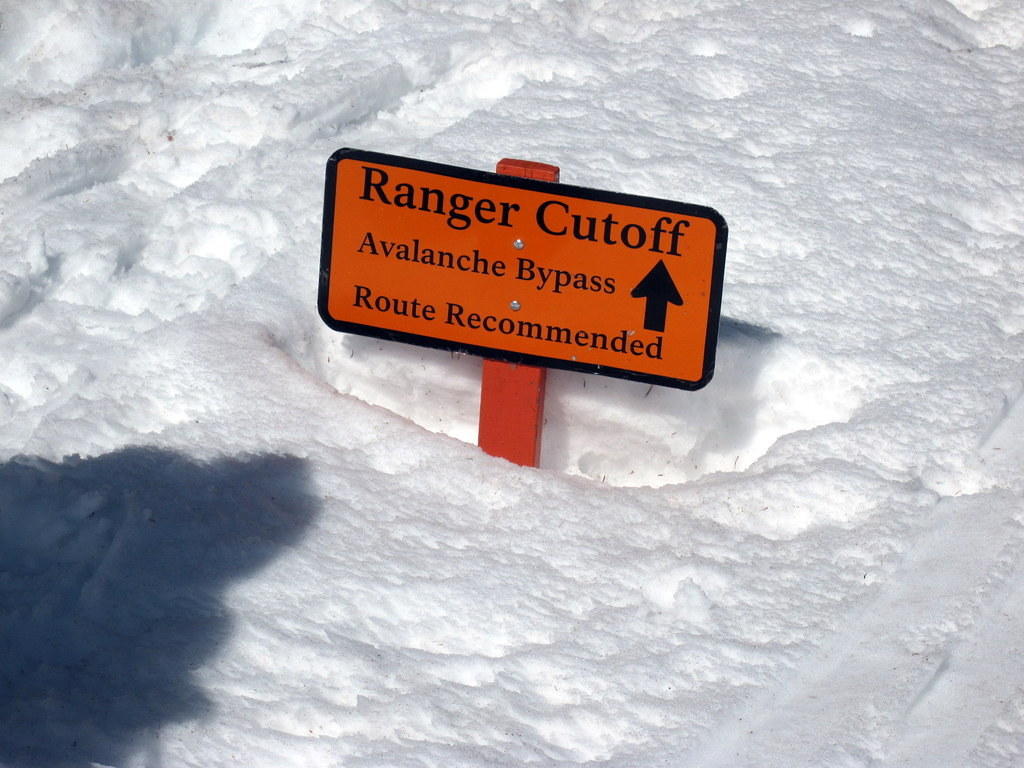 Ranger Cutoff
Avalanche Bypass
Route Recommended